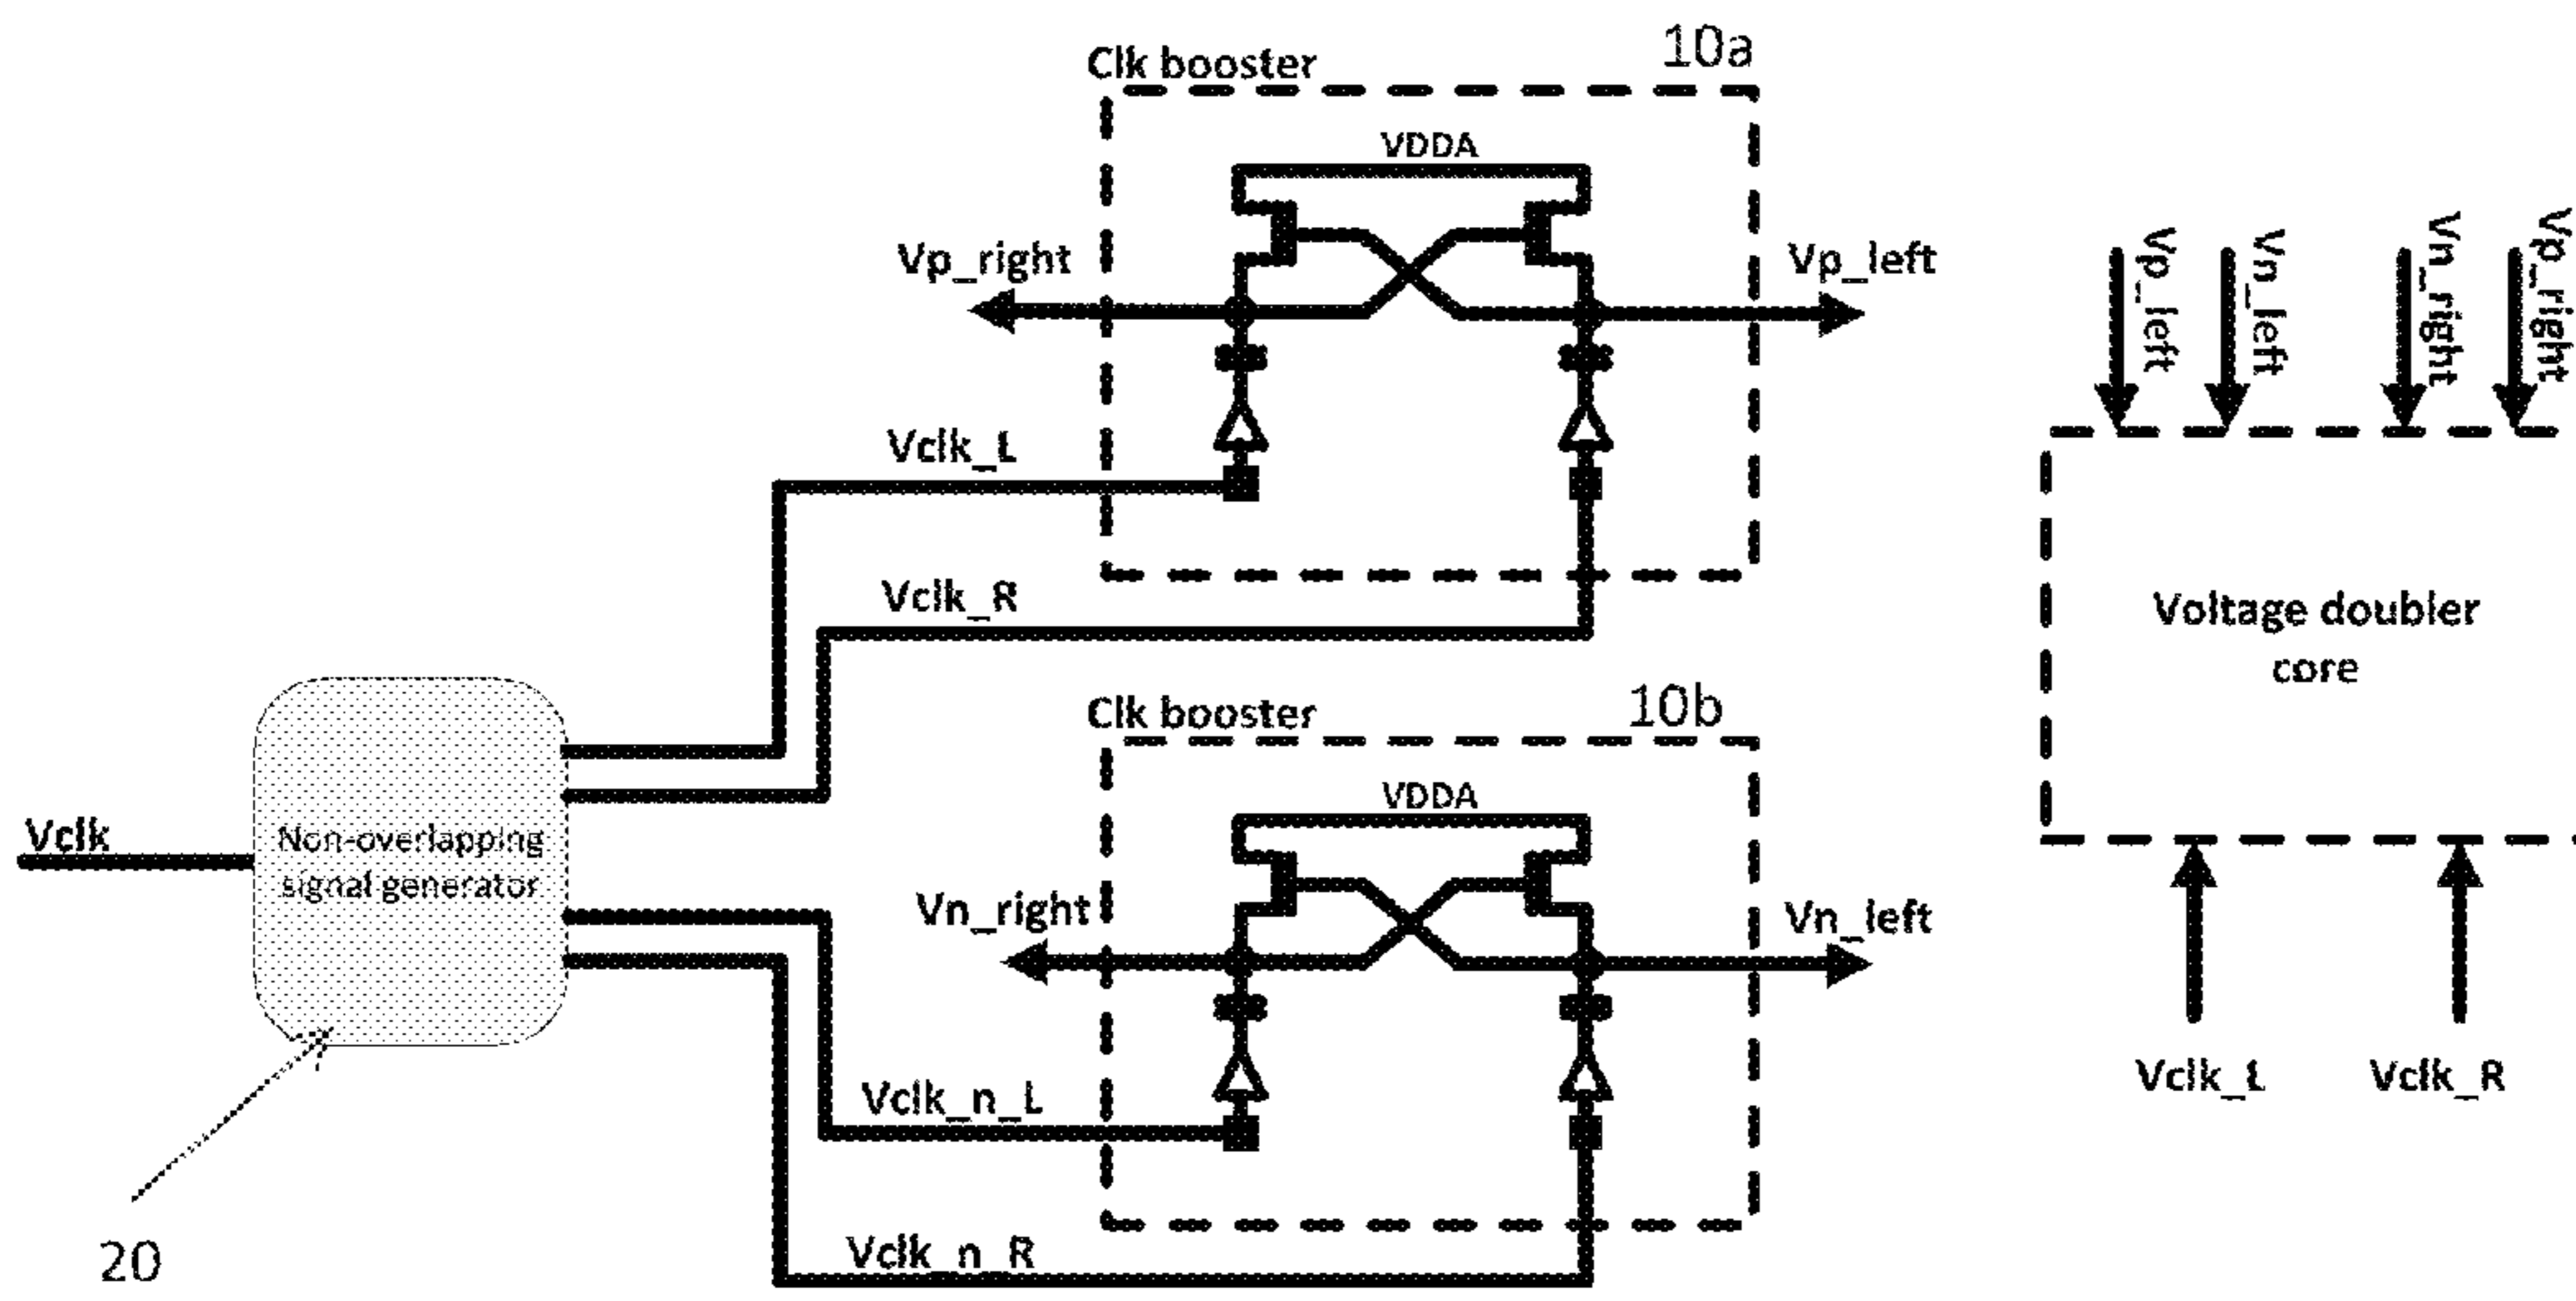 Clk booster
10a
VDDA
Vp_right
Vp_left
Vclk_L
Vclk_R
Clk booster
10b
VDDA
Vn_right
Vn_left
Vclk_n_L
Vclk_n_R
Vclk
Non-overlapping
signal generator
20
Vp_left
Vn_left
Vn_right
Vp_right
Voltage doubler
core
Vclk_L
Vclk_R